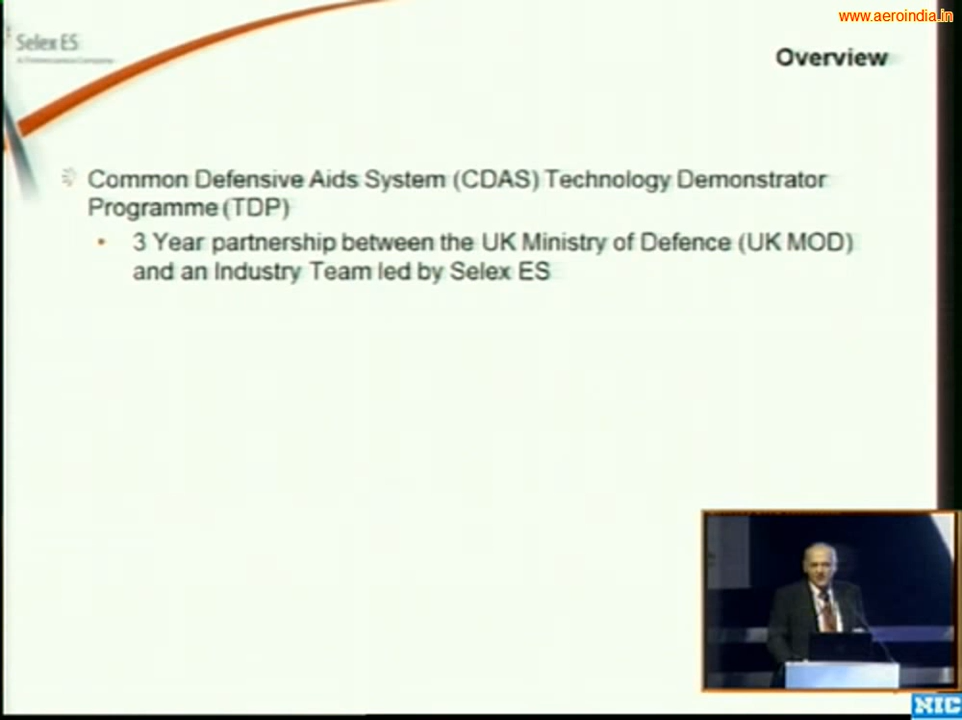 www.aeroindia.in
Selex ES
Overview
Common Defensive Aids System (CDAS) Technology Demonstrator
Programme (TDP)
• 3 Year partnership between the UK Ministry of Defence (UK MOD)
and an Industry Team led by Selex ES
NIC